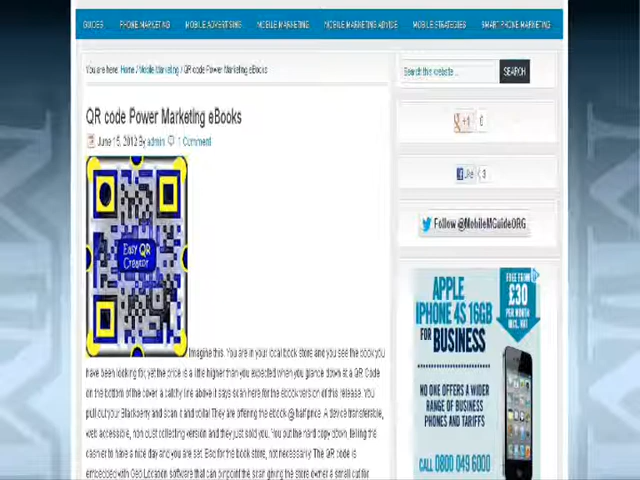 GUIDES PHONE MARKETING MOBILE ADVERTISING MOBILE MARKETING MOBILE MARKETING ADVICE MOBILE STRATEGIES SMARTPHONE MARKETING
You are here: Home / Mobile Marketing / QR code Power Marketing eBooks
Search this website...
SEARCH
QR code Power Marketing eBooks
June 15, 2012 By admin 1 Comment
Easy QR
Creator
Imagine this. You are in your local book store and you see the book you
have been looking for, yet the price is a little higher than you expected when you glance down at a QR Code
on the bottom of the cover a catchy line above it says scan here for the ebook version of this release. You
pull out your Blackberry and scan it and voila! They are offering the ebook @ half price. A device transferable,
web accessible, non dust collecting version and they just sold you. You put the hard copy down, telling the
cashier to have a nice day and you are set. Bad for the book store, not necessarily. The QR code is
embedded with Geo Location software that can pinpoint the scan giving the store owner a small cut for
+1
Like 3
Follow @MobileMGuideORG
APPLE
IPHONE 4S 16GB
FOR BUSINESS
FREE FROM
£30
PER MONTH
INCL. VAT
NO ONE OFFERS A WIDER
RANGE OF BUSINESS
PHONES AND TARIFFS
CALL 0800 049 6000